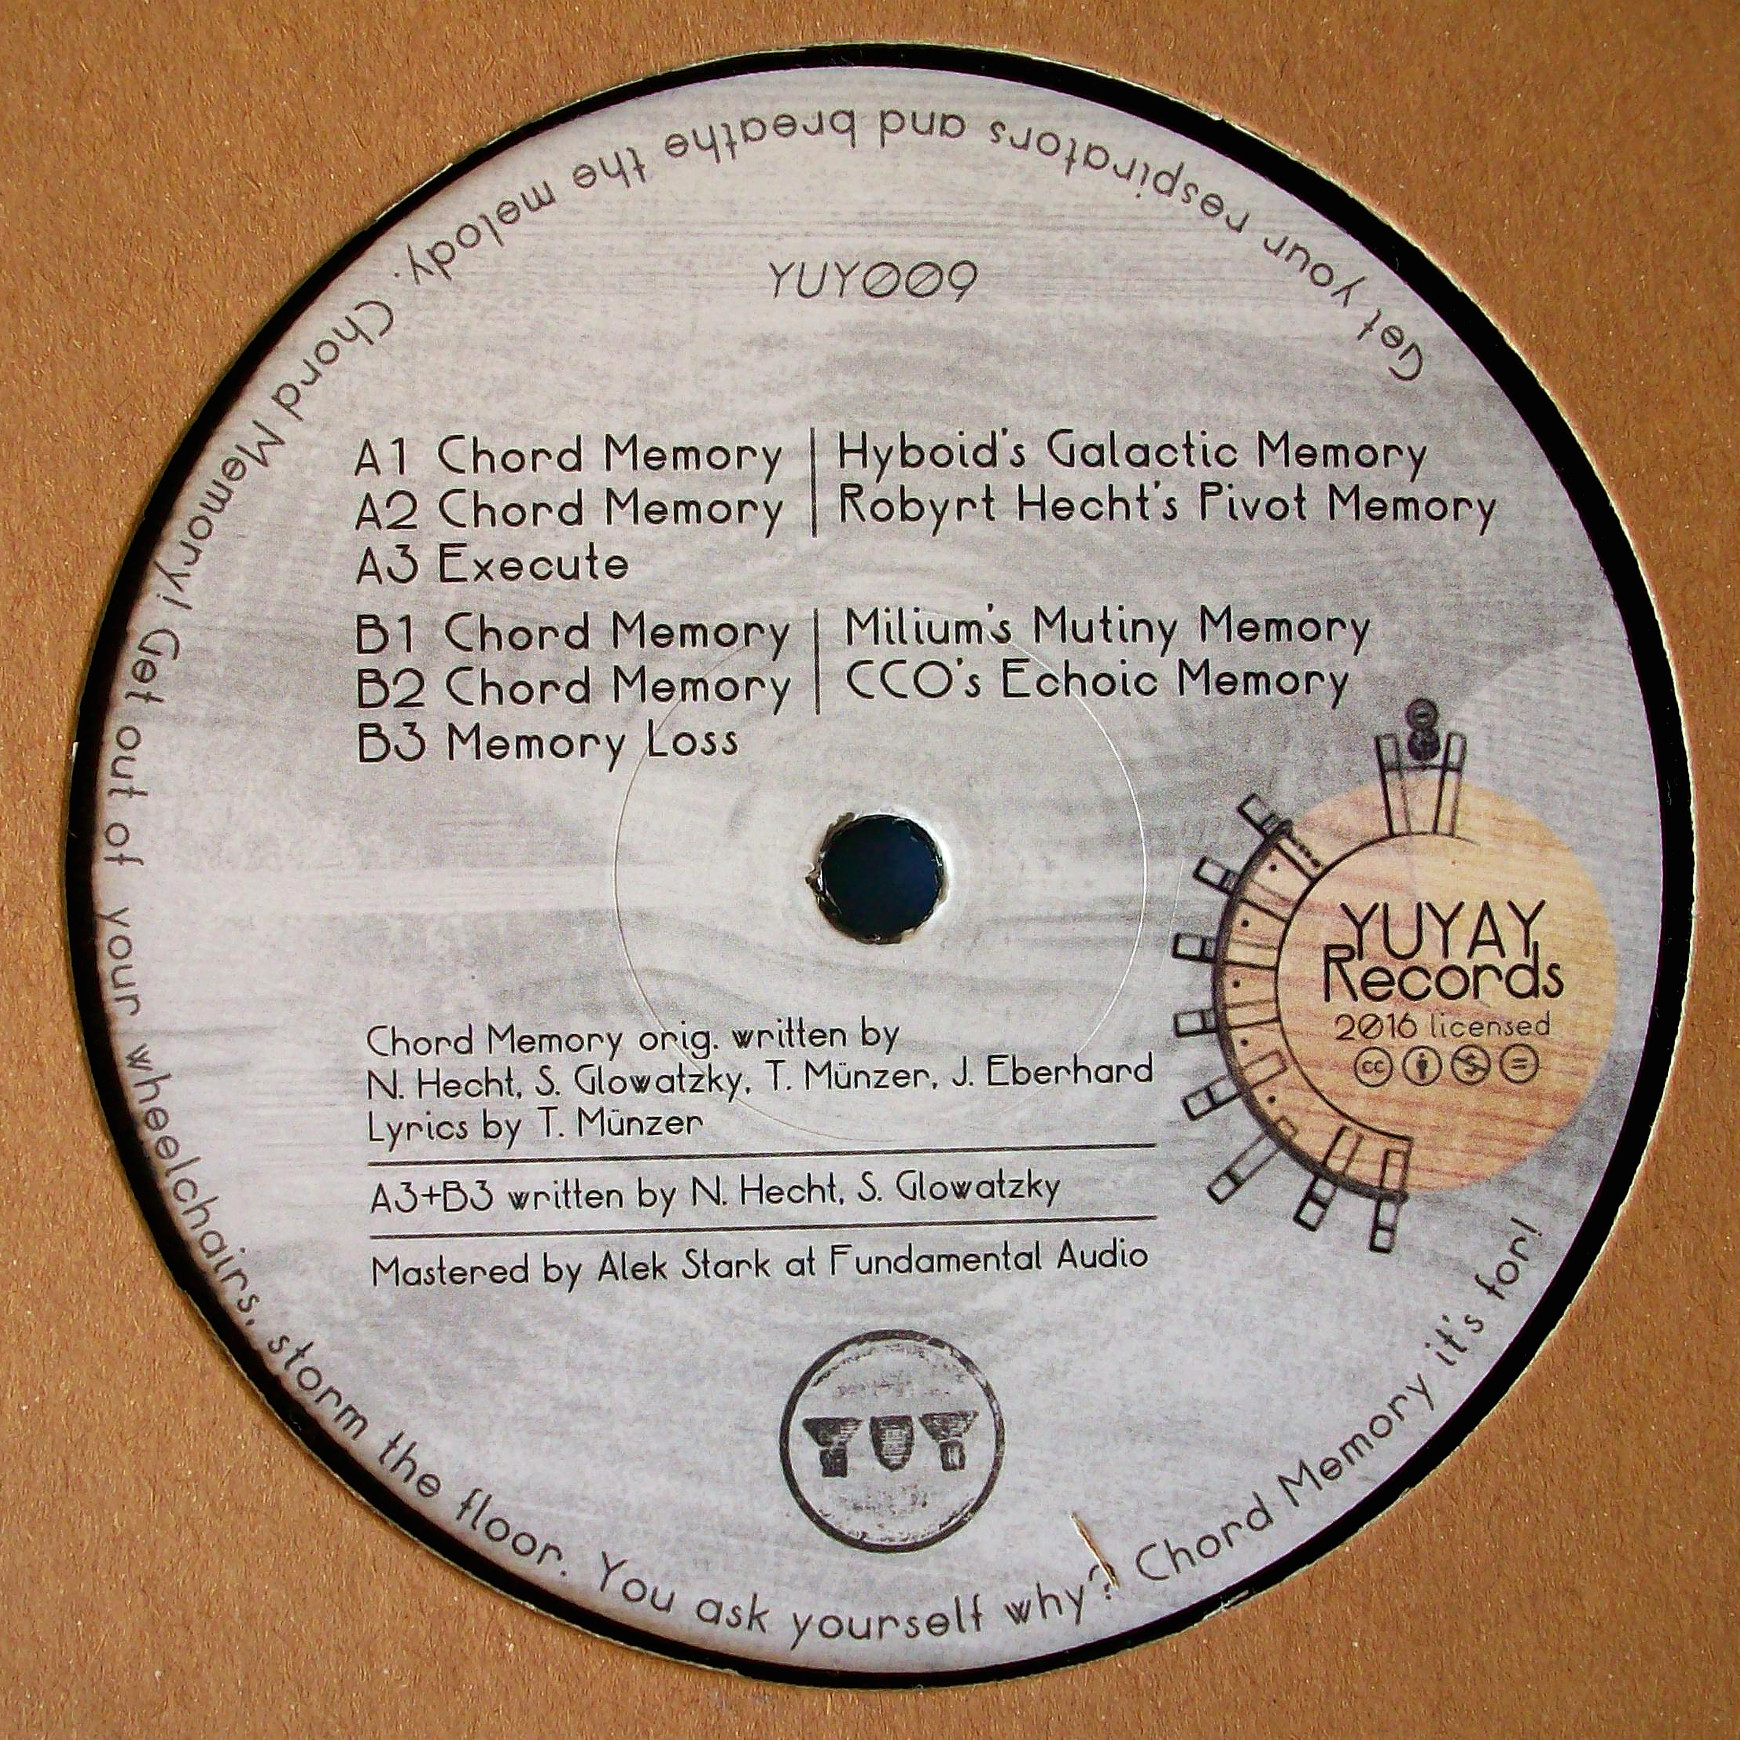 YUY009
A1 Chord Memory | Hyboid's Galactic Memory
A2 Chord Memory | Robyrt Hecht's Pivot Memory
A3 Execute
B1 Chord Memory | Milium's Mutiny Memory
B2 Chord Memory | CCO's Echoic Memory
B3 Memory Loss
YUYAY
Records
2016 licensed
cc
Chord Memory orig. written by
N. Hecht, S. Glowatzky, T. Münzer, J. Eberhard
Lyrics by T. Münzer
A3+B3 written by N. Hecht, S. Glowatzky
Mastered by Alek Stark at Fundamental Audio
YUY
Get your respirators and breathe the melody. Chord Memory! Get out of your wheelchairs, storm the floor. You ask yourself why? Chord Memory it's for!